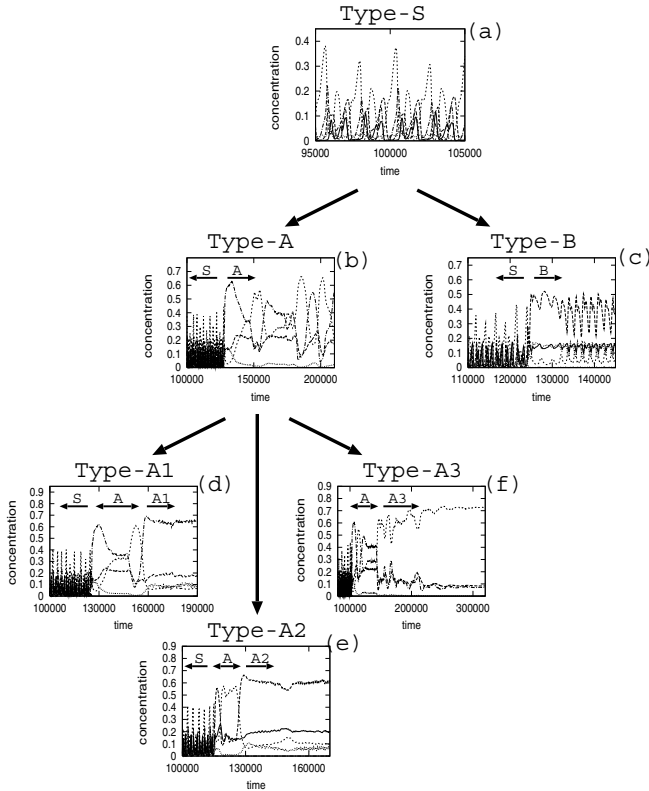 Type-S
(a)
0.4
0.3
0.2
0.1
0
concentration
95000 100000 105000
time
Type-A
(b)
S A
0.7
0.6
0.5
0.4
0.3
0.2
0.1
0
concentration
100000 150000 200000
time
Type-B
(c)
S B
0.7
0.6
0.5
0.4
0.3
0.2
0.1
0
concentration
110000 120000 130000 140000
time
Type-A1
(d)
S A A1
0.9
0.8
0.7
0.6
0.5
0.4
0.3
0.2
0.1
0
concentration
100000 130000 160000 190000
time
Type-A3
(f)
A A3
0.9
0.8
0.7
0.6
0.5
0.4
0.3
0.2
0.1
0
concentration
100000 200000 300000
time
Type-A2
(e)
S A A2
0.9
0.8
0.7
0.6
0.5
0.4
0.3
0.2
0.1
0
concentration
100000 130000 160000
time